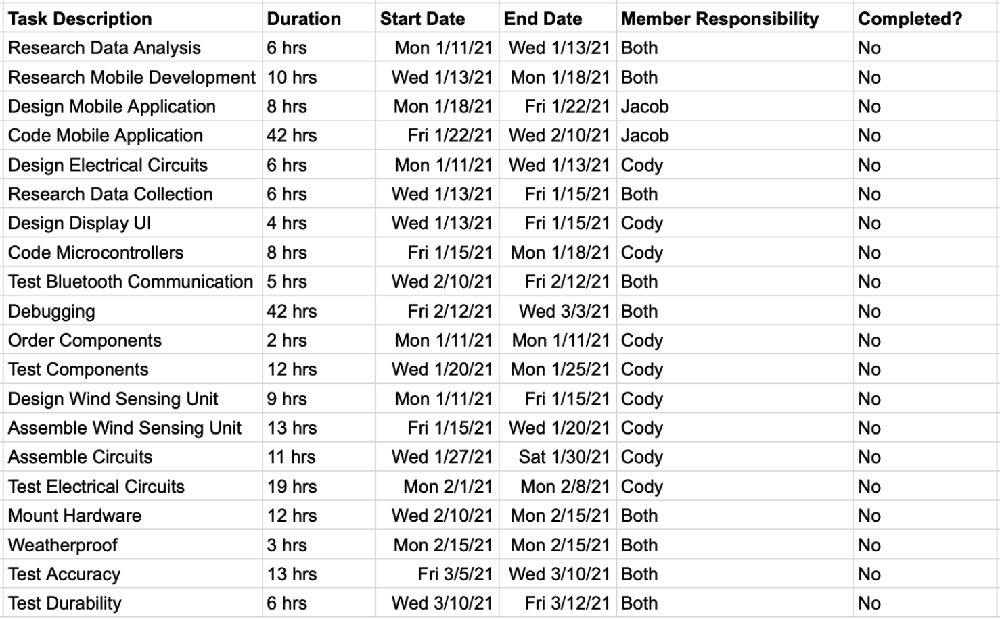 Task Description Duration Start Date End Date Member Responsibility Completed?
Research Data Analysis 6 hrs Mon 1/11/21 Wed 1/13/21 Both No
Research Mobile Development 10 hrs Wed 1/13/21 Mon 1/18/21 Both No
Design Mobile Application 8 hrs Mon 1/18/21 Fri 1/22/21 Jacob No
Code Mobile Application 42 hrs Fri 1/22/21 Wed 2/10/21 Jacob No
Design Electrical Circuits 6 hrs Mon 1/11/21 Wed 1/13/21 Cody No
Research Data Collection 6 hrs Wed 1/13/21 Fri 1/15/21 Both No
Design Display UI 4 hrs Wed 1/13/21 Fri 1/15/21 Cody No
Code Microcontrollers 8 hrs Fri 1/15/21 Mon 1/18/21 Cody No
Test Bluetooth Communication 5 hrs Wed 2/10/21 Fri 2/12/21 Both No
Debugging 42 hrs Fri 2/12/21 Wed 3/3/21 Both No
Order Components 2 hrs Mon 1/11/21 Mon 1/11/21 Cody No
Test Components 12 hrs Wed 1/20/21 Mon 1/25/21 Cody No
Design Wind Sensing Unit 9 hrs Mon 1/11/21 Fri 1/15/21 Cody No
Assemble Wind Sensing Unit 13 hrs Fri 1/15/21 Wed 1/20/21 Cody No
Assemble Circuits 11 hrs Wed 1/27/21 Sat 1/30/21 Cody No
Test Electrical Circuits 19 hrs Mon 2/1/21 Mon 2/8/21 Cody No
Mount Hardware 12 hrs Wed 2/10/21 Mon 2/15/21 Both No
Weatherproof 3 hrs Mon 2/15/21 Mon 2/15/21 Both No
Test Accuracy 13 hrs Fri 3/5/21 Wed 3/10/21 Both No
Test Durability 6 hrs Wed 3/10/21 Fri 3/12/21 Both No